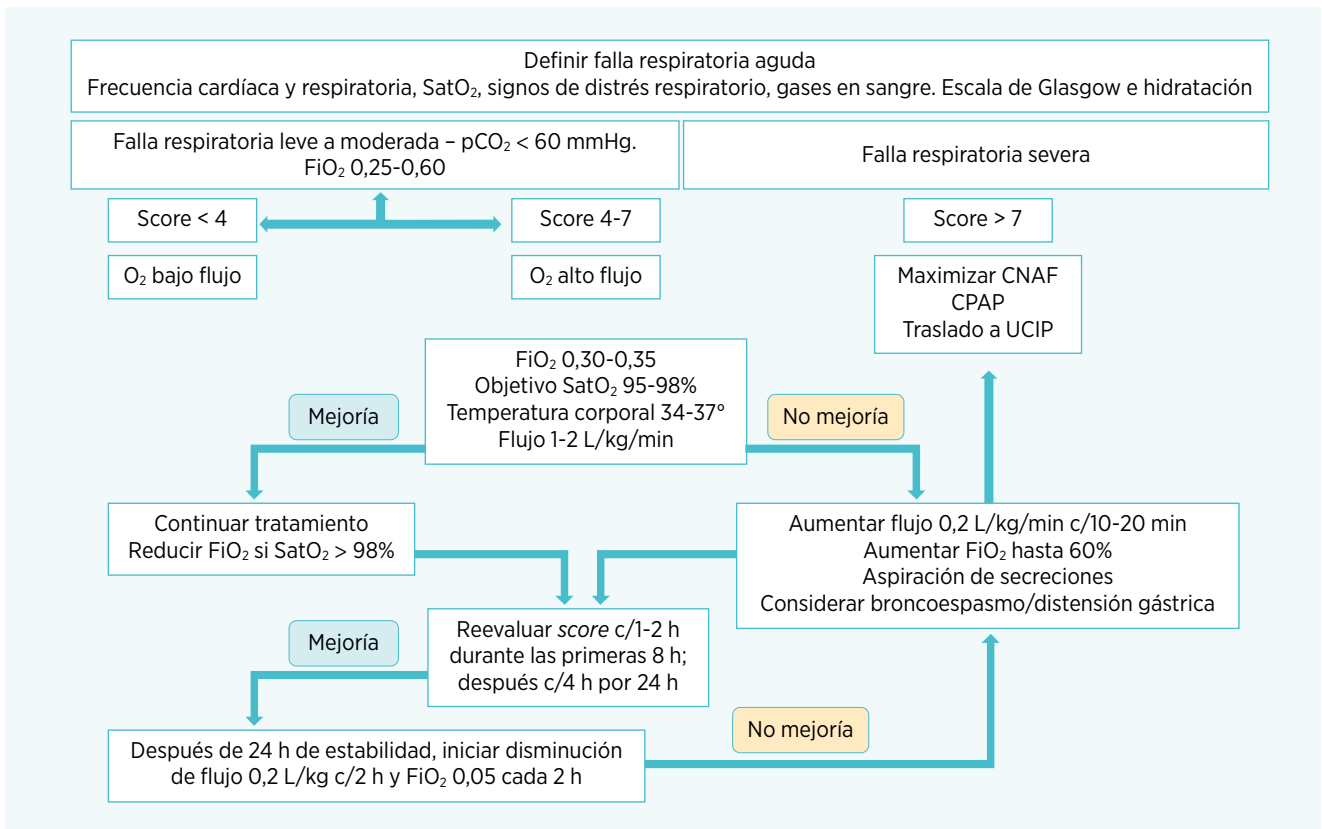 Definir falla respiratoria aguda
Frecuencia cardíaca y respiratoria, SatO₂, signos de distrés respiratorio, gases en sangre. Escala de Glasgow e hidratación
Falla respiratoria leve a moderada – pCO₂ < 60 mmHg.
FiO₂ 0,25-0,60
Falla respiratoria severa
Score < 4
Score 4-7
Score > 7
O₂ bajo flujo
O₂ alto flujo
Maximizar CNAF
CPAP
Traslado a UCIP
FiO₂ 0,30-0,35
Objetivo SatO₂ 95-98%
Temperatura corporal 34-37°
Flujo 1-2 L/kg/min
Mejoría
No mejoría
Continuar tratamiento
Reducir FiO₂ si SatO₂ > 98%
Aumentar flujo 0,2 L/kg/min c/10-20 min
Aumentar FiO₂ hasta 60%
Aspiración de secreciones
Considerar broncoespasmo/distensión gástrica
Reevaluar score c/1-2 h
durante las primeras 8 h;
después c/4 h por 24 h
Mejoría
No mejoría
Después de 24 h de estabilidad, iniciar disminución
de flujo 0,2 L/kg c/2 h y FiO₂ 0,05 cada 2 h